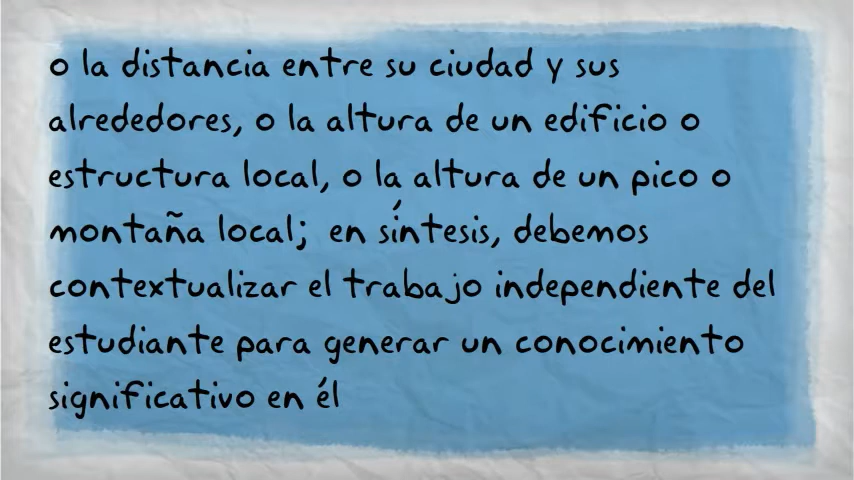 o la distancia entre su ciudad y sus
alrededores, o la altura de un edificio o
estructura local, o la altura de un pico o
montaña local; en síntesis, debemos
contextualizar el trabajo independiente del
estudiante para generar un conocimiento
significativo en él